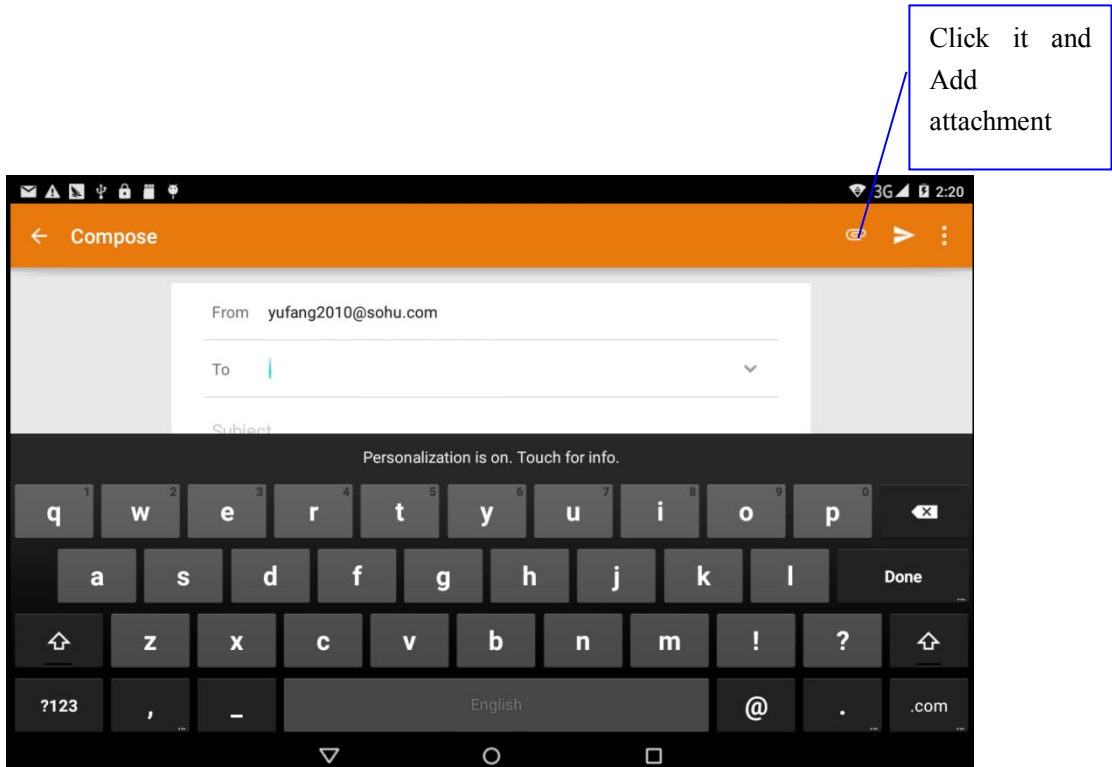 Click it and
Add
attachment
3G 2:20
Compose
From yufang2010@sohu.com
To
Subject
Personalization is on. Touch for info.
1 2 3 4 5 6 7 8 9 0
q w e r t y u i o p
a s d f g h j k l Done
z x c v b n m ! ?
?123 , _ English @ . .com